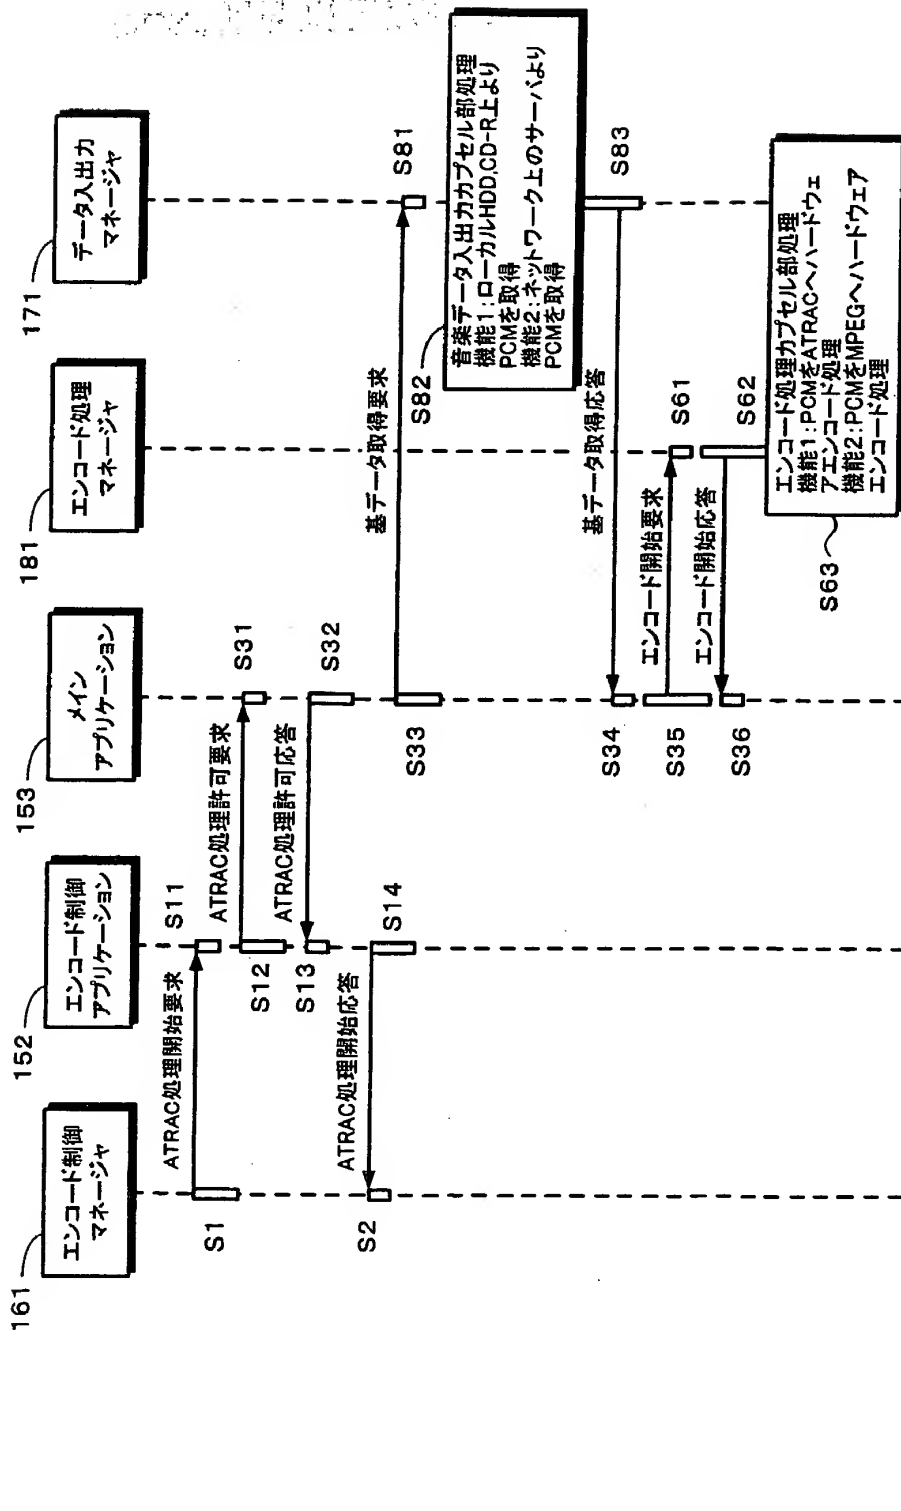 161
エンコード制御
マネージャ
152
エンコード制御
アプリケーション
153
メイン
アプリケーション
181
エンコード処理
マネージャ
171
データ入出力
マネージャ
S1
ATRAC処理開始要求
S11
S12
ATRAC処理許可要求
S31
S13
ATRAC処理許可応答
S32
S2
ATRAC処理開始応答
S14
S33
基データ取得要求
S81
S82
音楽データ入出力カプセル部処理
機能1:ローカルHDD,CD-R上より
PCMを取得
機能2:ネットワーク上のサーバより
PCMを取得
S34
基データ取得応答
S83
S35
エンコード開始要求
S61
S36
エンコード開始応答
S62
S63
エンコード処理カプセル部処理
機能1:PCMをATRACへハードウェ
アエンコード処理
機能2:PCMをMPEGへハードウェア
エンコード処理